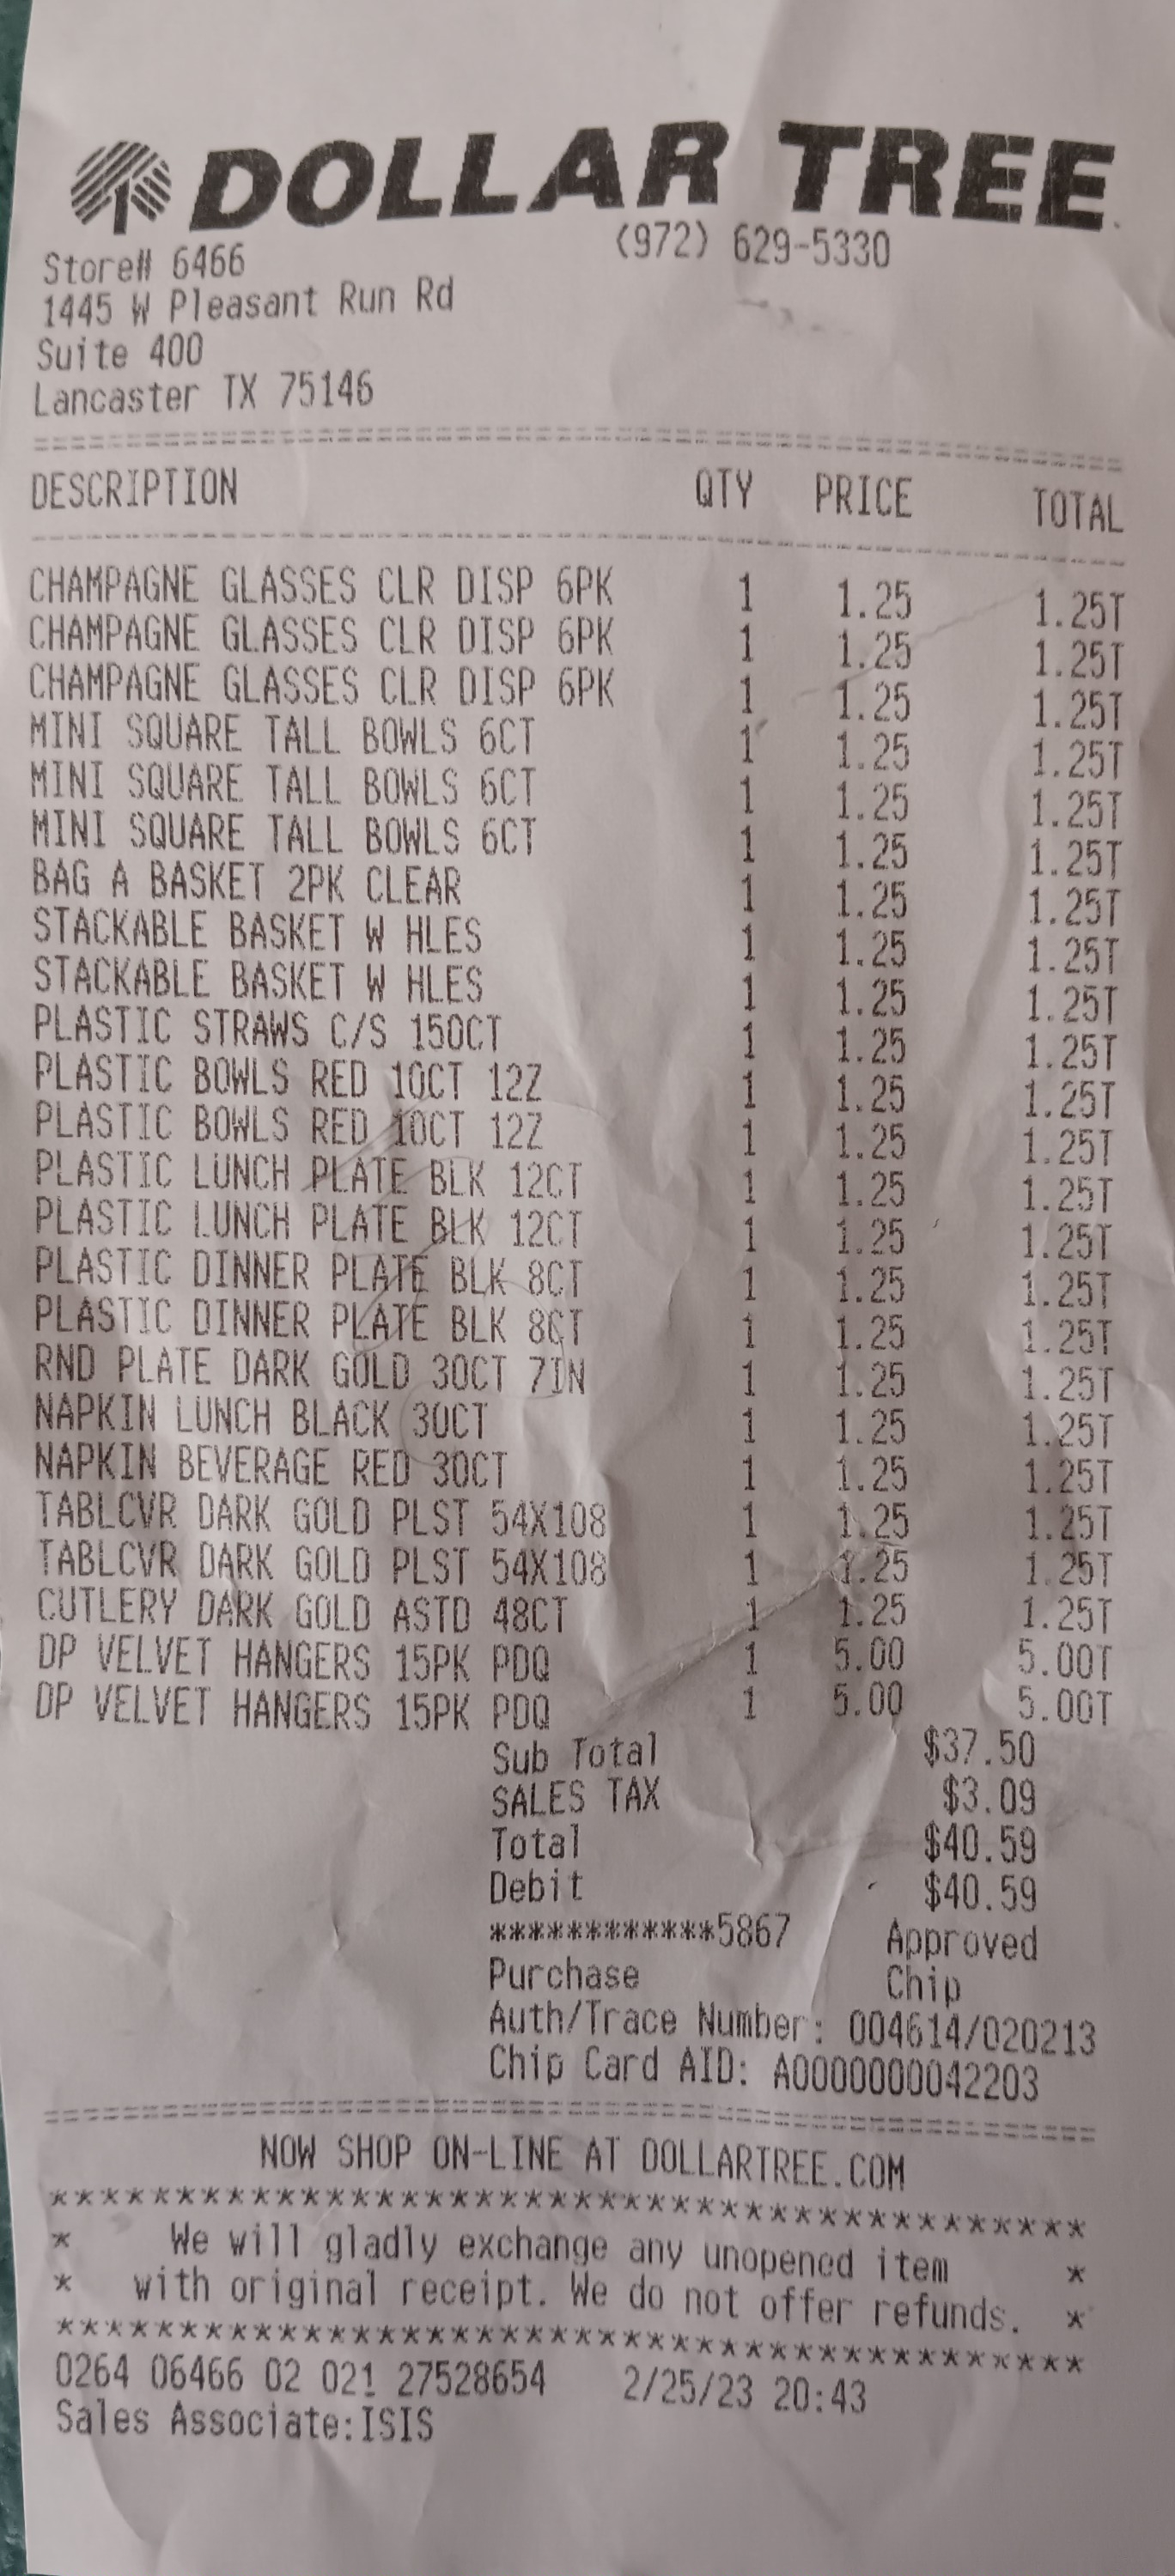 DOLLAR TREE
Store# 6466 (972) 629-5330
1445 W Pleasant Run Rd
Suite 400
Lancaster TX 75146
DESCRIPTION QTY PRICE TOTAL
CHAMPAGNE GLASSES CLR DISP 6PK 1 1.25 1.25T
CHAMPAGNE GLASSES CLR DISP 6PK 1 1.25 1.25T
CHAMPAGNE GLASSES CLR DISP 6PK 1 1.25 1.25T
MINI SQUARE TALL BOWLS 6CT 1 1.25 1.25T
MINI SQUARE TALL BOWLS 6CT 1 1.25 1.25T
MINI SQUARE TALL BOWLS 6CT 1 1.25 1.25T
BAG A BASKET 2PK CLEAR 1 1.25 1.25T
STACKABLE BASKET W HLES 1 1.25 1.25T
STACKABLE BASKET W HLES 1 1.25 1.25T
PLASTIC STRAWS C/S 150CT 1 1.25 1.25T
PLASTIC BOWLS RED 10CT 12Z 1 1.25 1.25T
PLASTIC BOWLS RED 10CT 12Z 1 1.25 1.25T
PLASTIC LUNCH PLATE BLK 12CT 1 1.25 1.25T
PLASTIC LUNCH PLATE BLK 12CT 1 1.25 1.25T
PLASTIC DINNER PLATE BLK 8CT 1 1.25 1.25T
PLASTIC DINNER PLATE BLK 8CT 1 1.25 1.25T
RND PLATE DARK GOLD 30CT 7IN 1 1.25 1.25T
NAPKIN LUNCH BLACK 30CT 1 1.25 1.25T
NAPKIN BEVERAGE RED 30CT 1 1.25 1.25T
TABLCVR DARK GOLD PLST 54X108 1 1.25 1.25T
TABLCVR DARK GOLD PLST 54X108 1 1.25 1.25T
CUTLERY DARK GOLD ASTD 48CT 1 1.25 1.25T
DP VELVET HANGERS 15PK PDQ 1 5.00 5.00T
DP VELVET HANGERS 15PK PDQ 1 5.00 5.00T
Sub Total $37.50
SALES TAX $3.09
Total $40.59
Debit $40.59
************5867 Approved
Purchase Chip
Auth/Trace Number: 004614/020213
Chip Card AID: A0000000042203
NOW SHOP ON-LINE AT DOLLARTREE.COM
*****************************************
* We will gladly exchange any unopened item *
* with original receipt. We do not offer refunds. *
*****************************************
0264 06466 02 021 27528654 2/25/23 20:43
Sales Associate:ISIS